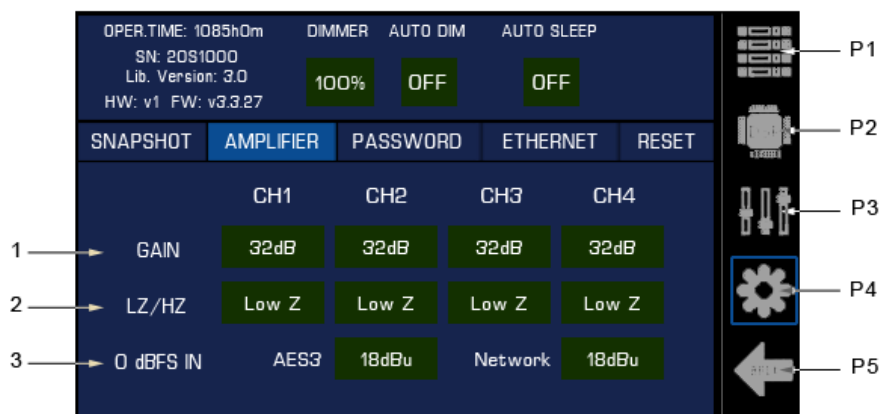 OPER.TIME: 1085h0m
SN: 20S1000
Lib. Version: 3.0
HW: v1 FW: v3.3.27
DIMMER AUTO DIM AUTO SLEEP
100% OFF OFF
SNAPSHOT AMPLIFIER PASSWORD ETHERNET RESET
CH1 CH2 CH3 CH4
1 GAIN 32dB 32dB 32dB 32dB
2 LZ/HZ Low Z Low Z Low Z Low Z
3 0 dBFS IN AES3 18dBu Network 18dBu
P1
P2
P3
P4
P5